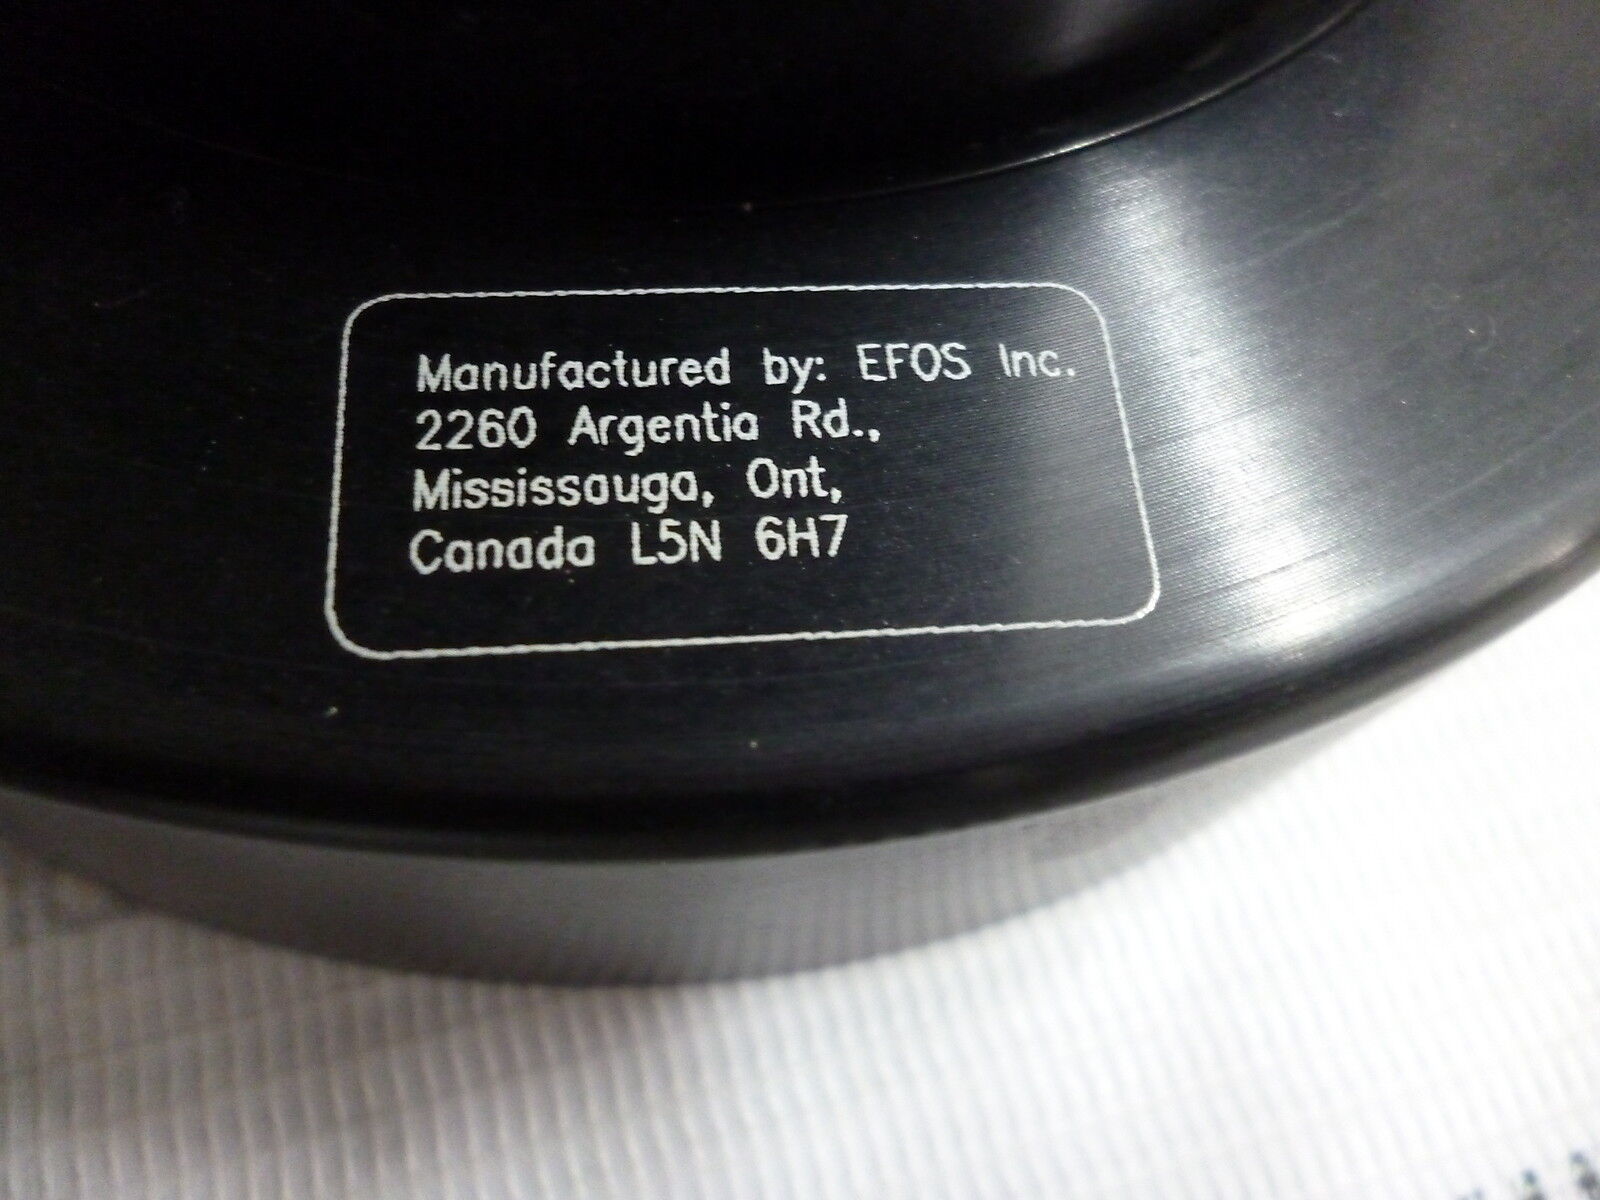 Manufactured by: EFOS Inc.
2260 Argentia Rd.,
Mississauga, Ont,
Canada L5N 6H7